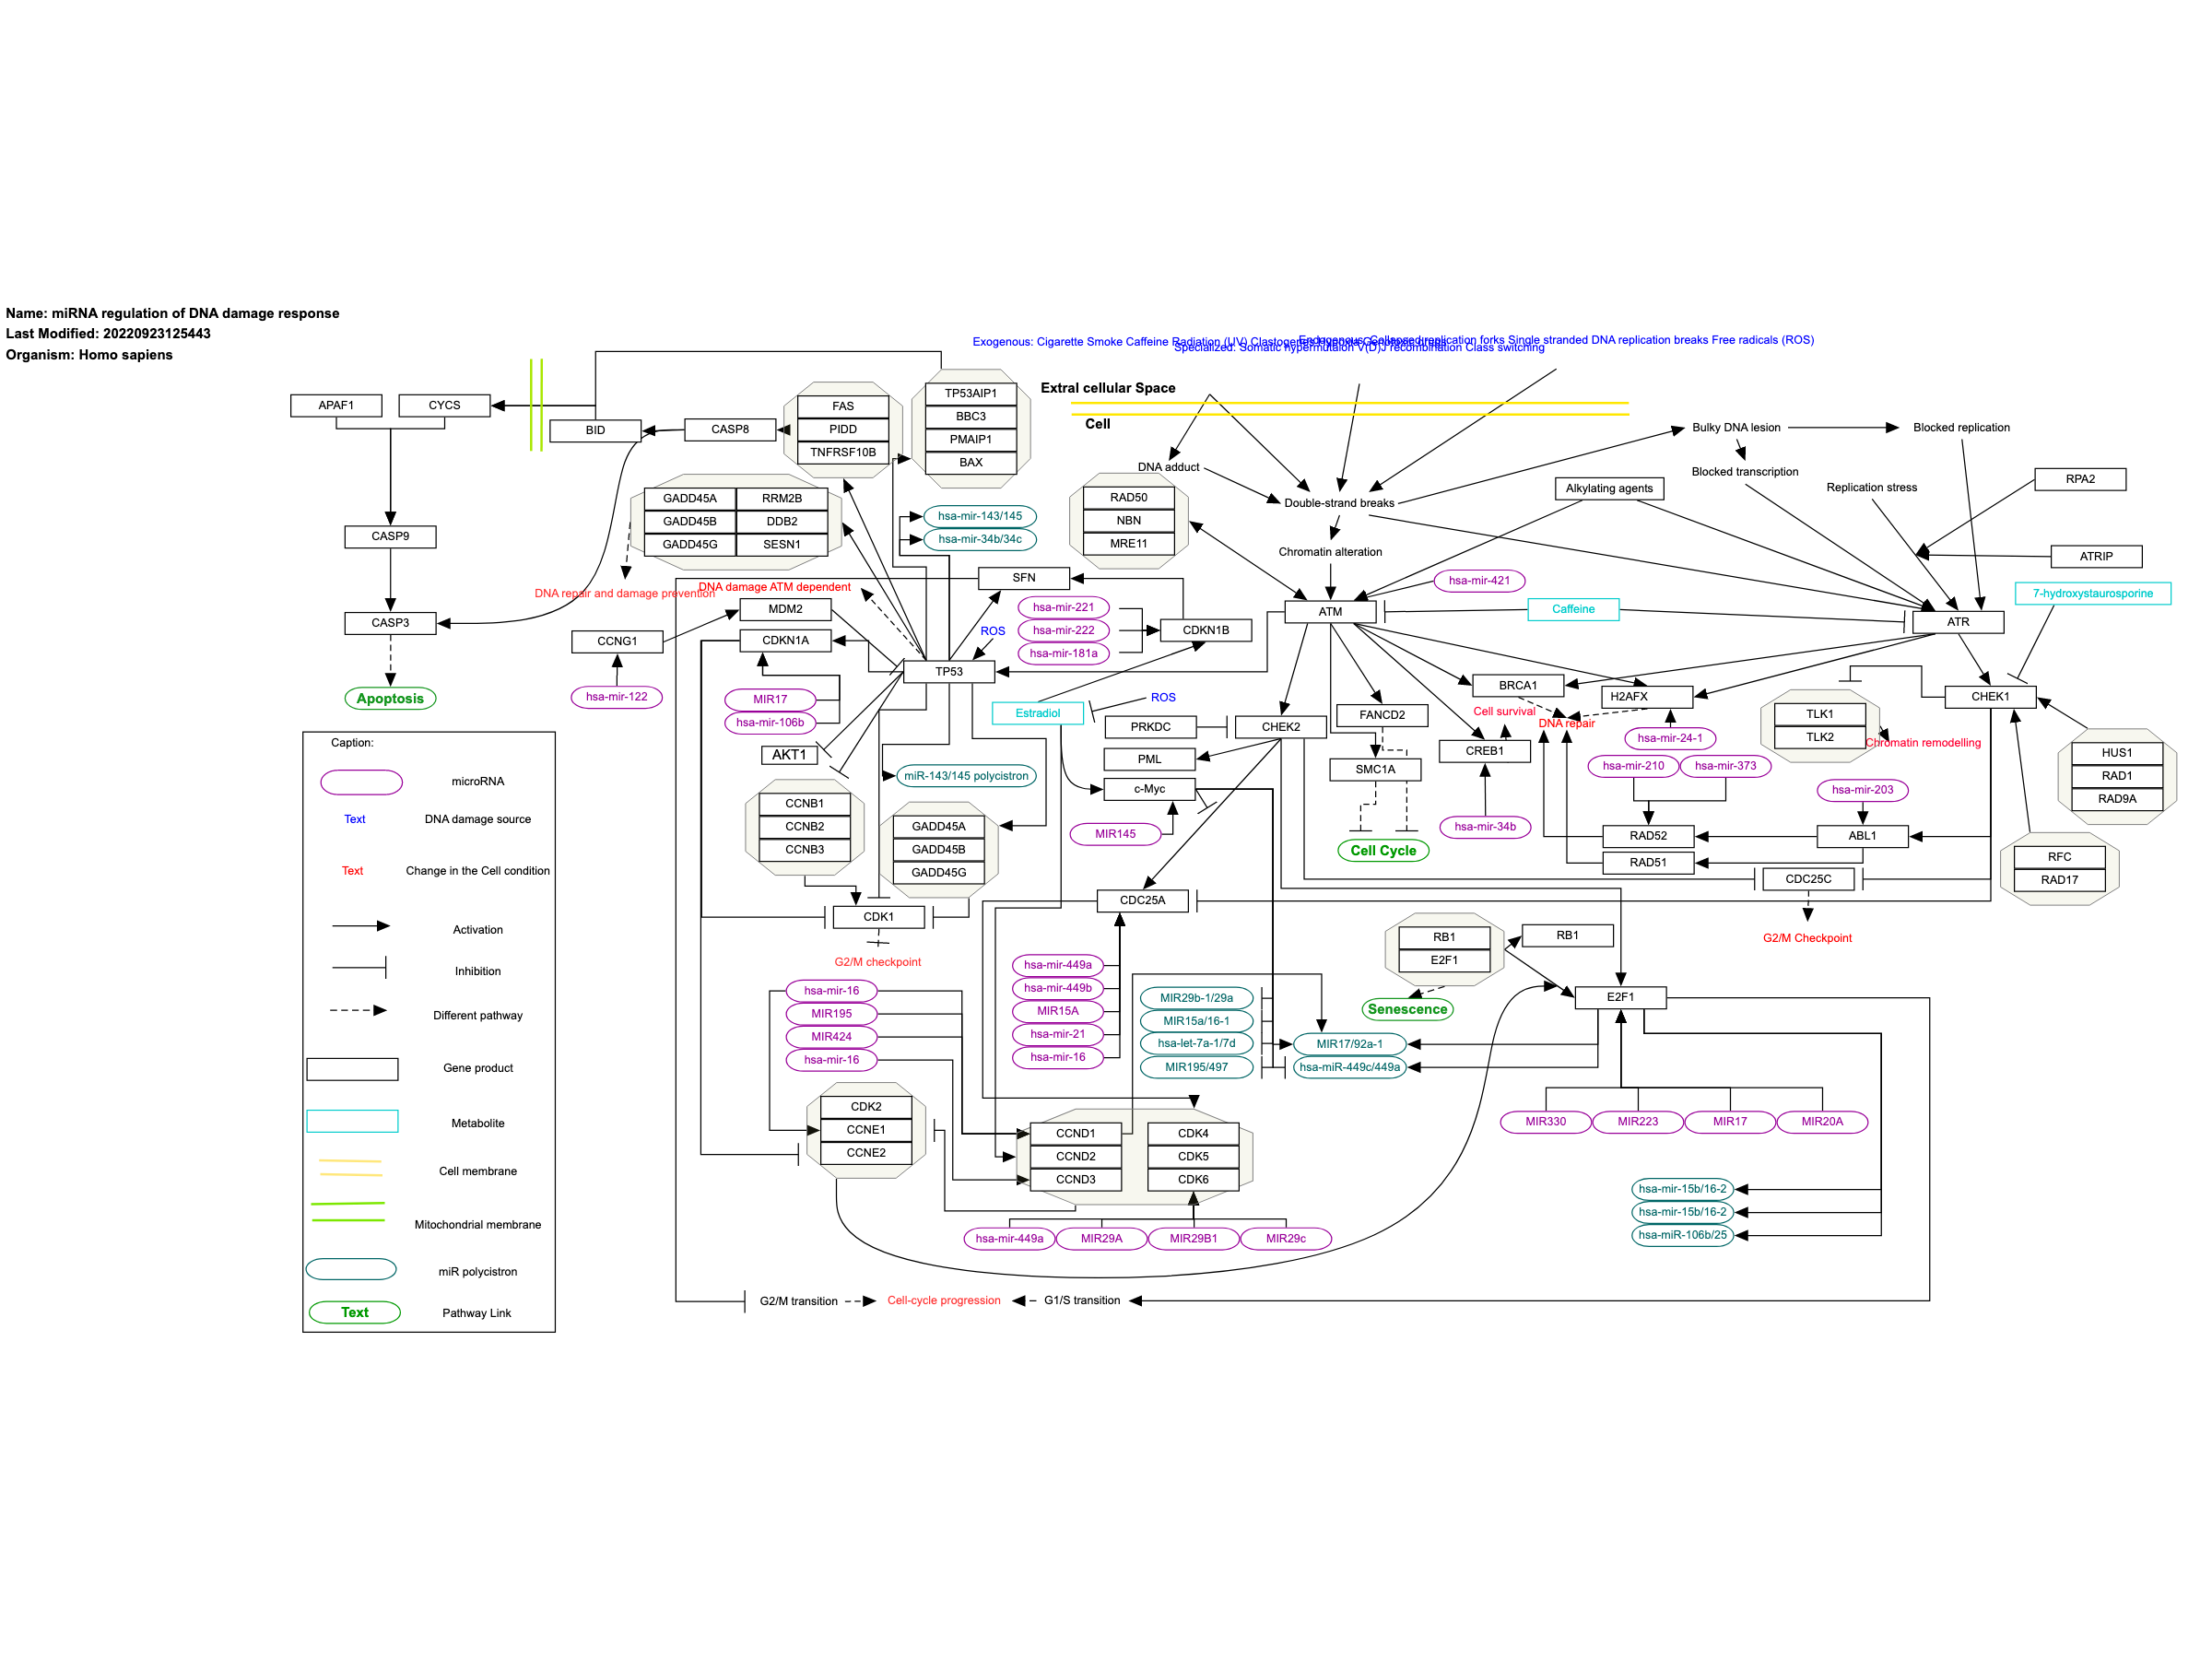 Name: miRNA regulation of DNA damage response
Last Modified: 20220923125443
Organism: Homo sapiens
Exogenous: Cigarette Smoke Caffeine Radiation (UV) Clastogenes Hypoxia Genotoxic drugs
Endogenous: Collapsed replication forks Single stranded DNA replication breaks Free radicals (ROS)
Specialized: Somatic hypermutaion V(D)J recombination Class switching
Extral cellular Space
Cell
APAF1
CYCS
BID
CASP8
FAS
PIDD
TNFRSF10B
TP53AIP1
BBC3
PMAIP1
BAX
CASP9
CASP3
Apoptosis
GADD45A
RRM2B
GADD45B
DDB2
GADD45G
SESN1
DNA repair and damage prevention
DNA damage ATM dependent
hsa-mir-143/145
hsa-mir-34b/34c
SFN
MDM2
CCNG1
CDKN1A
hsa-mir-122
MIR17
hsa-mir-106b
AKT1
ROS
TP53
hsa-mir-221
hsa-mir-222
hsa-mir-181a
CDKN1B
Estradiol
ROS
DNA adduct
RAD50
NBN
MRE11
Double-strand breaks
Chromatin alteration
ATM
Bulky DNA lesion
Blocked replication
Blocked transcription
Replication stress
Alkylating agents
RPA2
ATRIP
hsa-mir-421
Caffeine
7-hydroxystaurosporine
ATR
CHEK1
PRKDC
CHEK2
PML
c-Myc
MIR145
FANCD2
SMC1A
Cell Cycle
BRCA1
Cell survival
DNA repair
CREB1
hsa-mir-34b
H2AFX
hsa-mir-24-1
hsa-mir-210
hsa-mir-373
TLK1
TLK2
Chromatin remodelling
hsa-mir-203
RAD52
ABL1
RAD51
CDC25C
G2/M Checkpoint
HUS1
RAD1
RAD9A
RFC
RAD17
miR-143/145 polycistron
CCNB1
CCNB2
CCNB3
GADD45A
GADD45B
GADD45G
CDK1
G2/M checkpoint
CDC25A
RB1
E2F1
RB1
Senescence
E2F1
hsa-mir-16
MIR195
MIR424
hsa-mir-16
hsa-mir-449a
hsa-mir-449b
MIR15A
hsa-mir-21
hsa-mir-16
MIR29b-1/29a
MIR15a/16-1
hsa-let-7a-1/7d
MIR195/497
MIR17/92a-1
hsa-miR-449c/449a
CDK2
CCNE1
CCNE2
CCND1
CCND2
CCND3
CDK4
CDK5
CDK6
MIR330
MIR223
MIR17
MIR20A
hsa-mir-449a
MIR29A
MIR29B1
MIR29c
hsa-mir-15b/16-2
hsa-mir-15b/16-2
hsa-miR-106b/25
G2/M transition
Cell-cycle progression
G1/S transition
Caption:
microRNA
Text
DNA damage source
Text
Change in the Cell condition
Activation
Inhibition
Different pathway
Gene product
Metabolite
Cell membrane
Mitochondrial membrane
miR polycistron
Text
Pathway Link